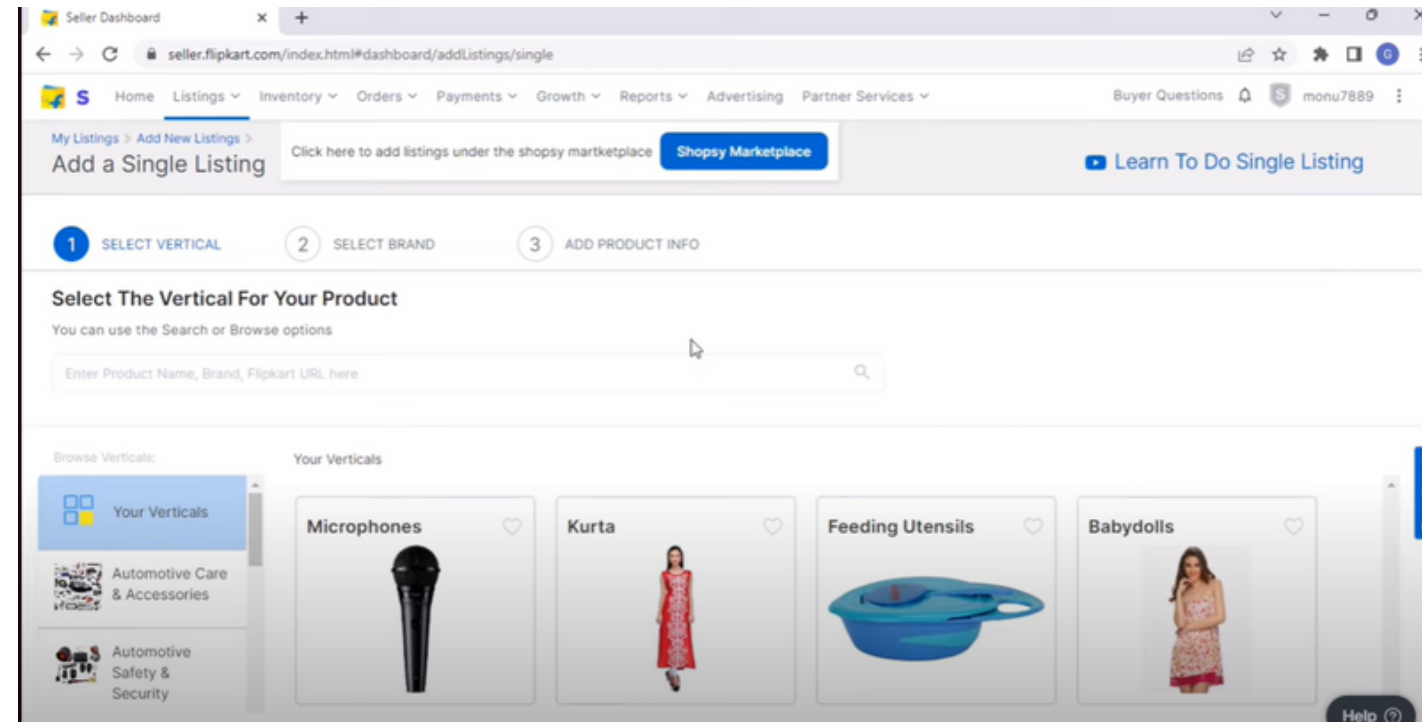 Seller Dashboard
seller.flipkart.com/index.html#dashboard/addListings/single
G
S Home Listings Inventory Orders Payments Growth Reports Advertising Partner Services Buyer Questions S monu7889
My Listings > Add New Listings >
Add a Single Listing
Click here to add listings under the shopsy martketplace Shopsy Marketplace
Learn To Do Single Listing
1 SELECT VERTICAL 2 SELECT BRAND 3 ADD PRODUCT INFO
Select The Vertical For Your Product
You can use the Search or Browse options
Enter Product Name, Brand, Flipkart URL here
Browse Verticals: Your Verticals
Your Verticals
Microphones Kurta Feeding Utensils Babydolls
Automotive Care
& Accessories
Automotive
Safety &
Security
Help ?